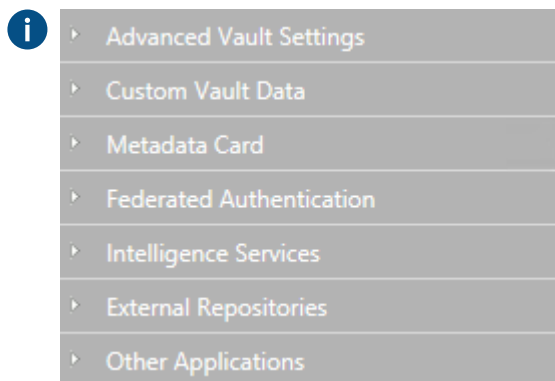 i
Advanced Vault Settings
Custom Vault Data
Metadata Card
Federated Authentication
Intelligence Services
External Repositories
Other Applications